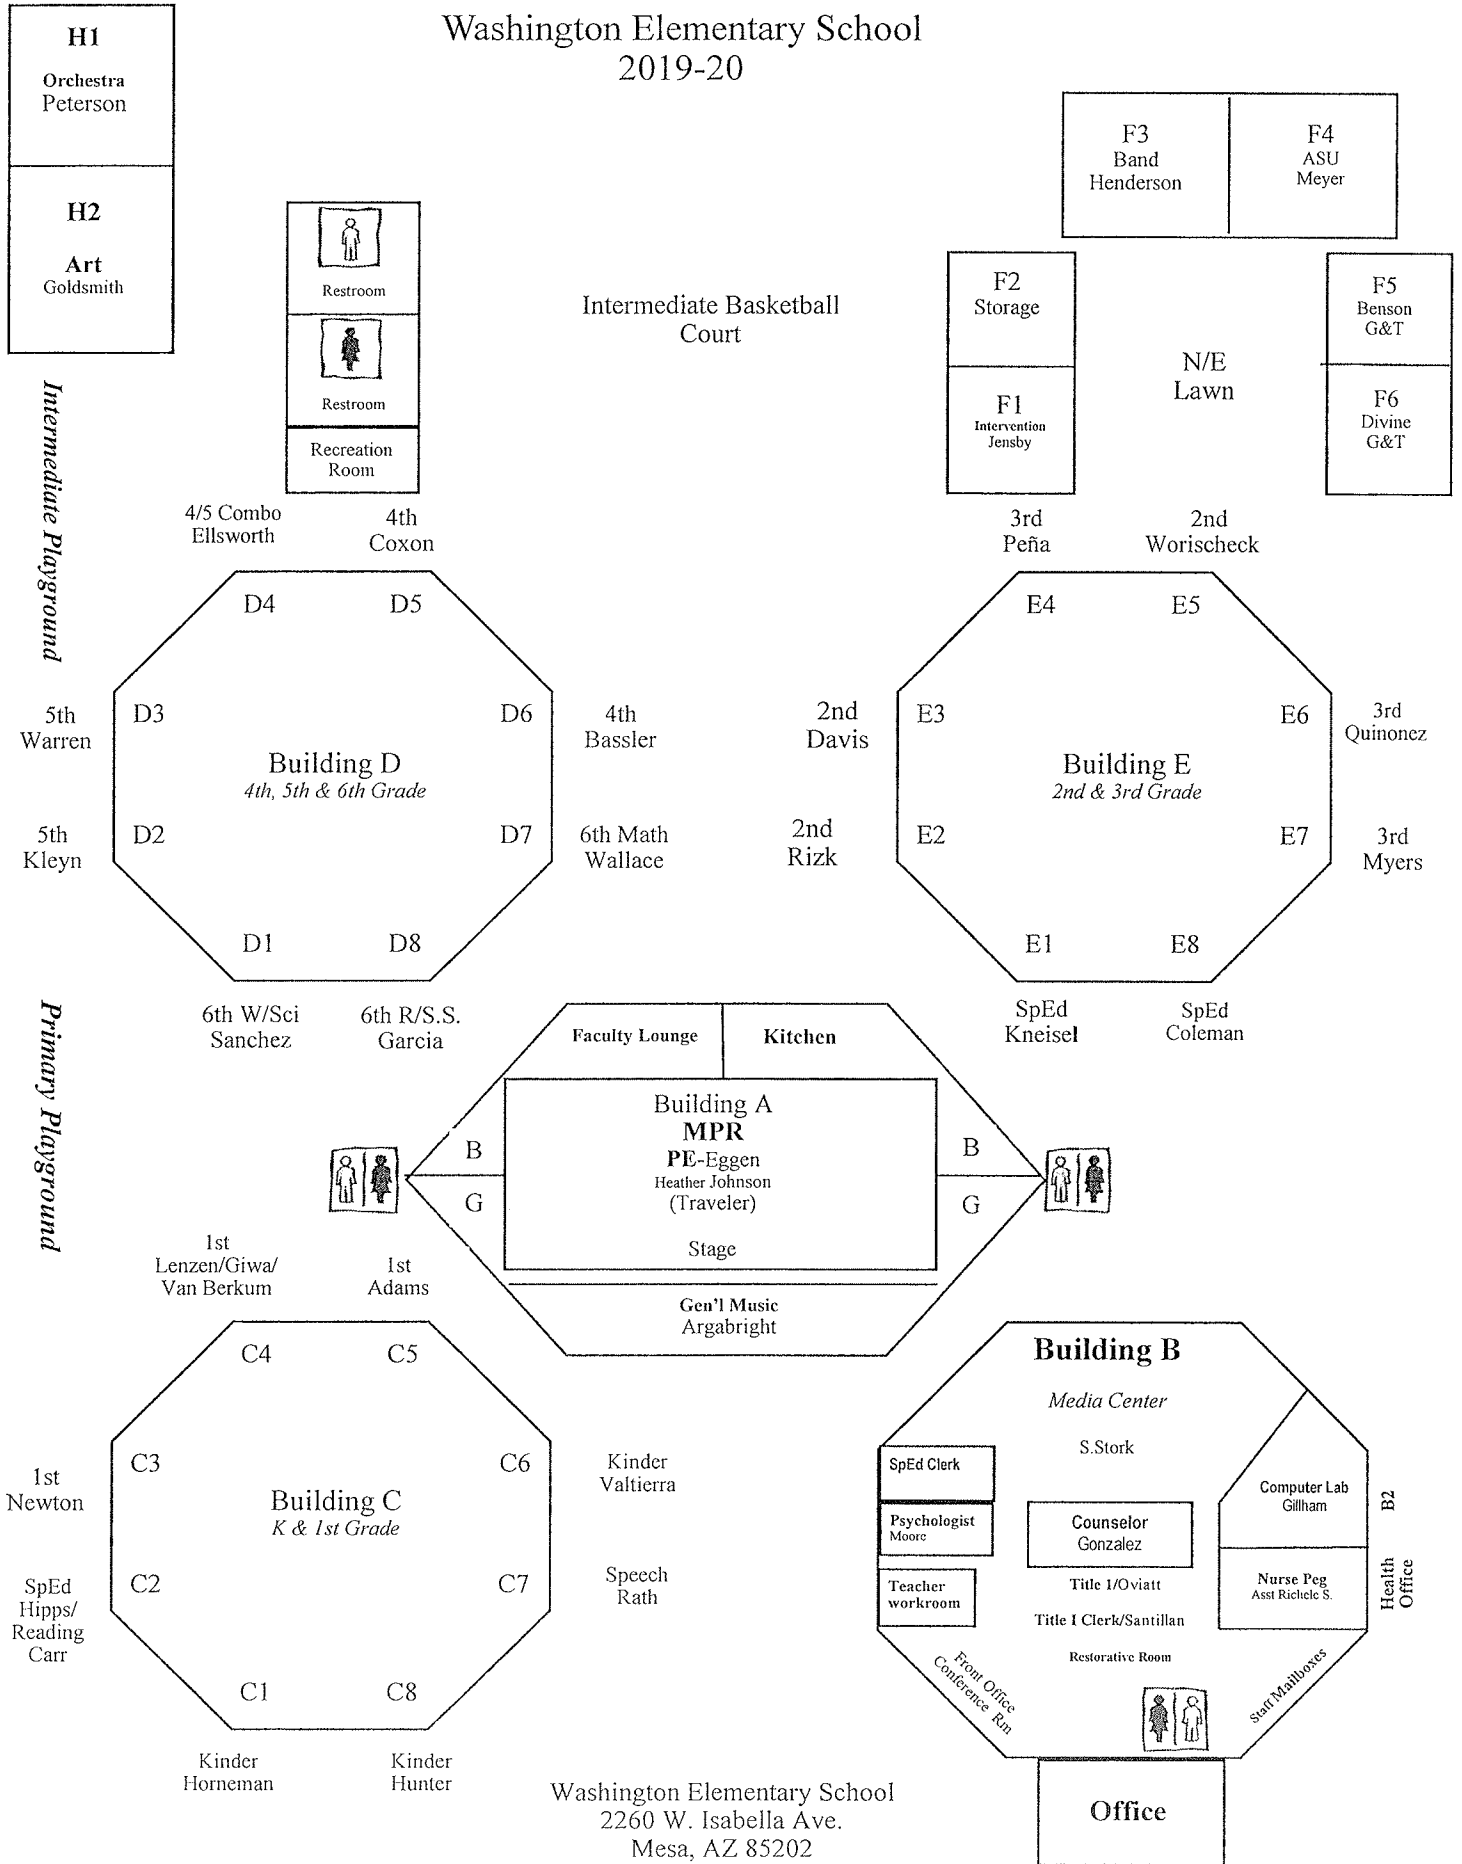 Washington Elementary School
2019-20
H1
Orchestra
Peterson
H2
Art
Goldsmith
Restroom
Restroom
Recreation
Room
Intermediate Basketball
Court
F3
Band
Henderson
F4
ASU
Meyer
F2
Storage
F1
Intervention
Jensby
N/E
Lawn
F5
Benson
G&T
F6
Divine
G&T
Intermediate Playground
4/5 Combo
Ellsworth
4th
Coxon
D4
D5
5th
Warren
D3
D6
4th
Bassler
Building D
4th, 5th & 6th Grade
5th
Kleyn
D2
D7
6th Math
Wallace
D1
D8
6th W/Sci
Sanchez
6th R/S.S.
Garcia
3rd
Peña
2nd
Worischeck
E4
E5
2nd
Davis
E3
E6
3rd
Quinonez
Building E
2nd & 3rd Grade
2nd
Rizk
E2
E7
3rd
Myers
E1
E8
SpEd
Kneisel
SpEd
Coleman
Primary Playground
Faculty Lounge
Kitchen
Building A
MPR
PE-Eggen
Heather Johnson
(Traveler)
Stage
B
G
B
G
Gen'l Music
Argabright
1st
Lenzen/Giwa/
Van Berkum
1st
Adams
C4
C5
1st
Newton
C3
C6
Kinder
Valtierra
Building C
K & 1st Grade
SpEd
Hipps/
Reading
Carr
C2
C7
Speech
Rath
C1
C8
Kinder
Horneman
Kinder
Hunter
Building B
Media Center
S.Stork
SpEd Clerk
Psychologist
Moore
Teacher
workroom
Counselor
Gonzalez
Title 1/Oviatt
Title I Clerk/Santillan
Restorative Room
Computer Lab
Gillham
B2
Nurse Peg
Asst Richele S.
Health
Office
Front Office
Conference Rm
Staff Mailboxes
Office
Washington Elementary School
2260 W. Isabella Ave.
Mesa, AZ 85202